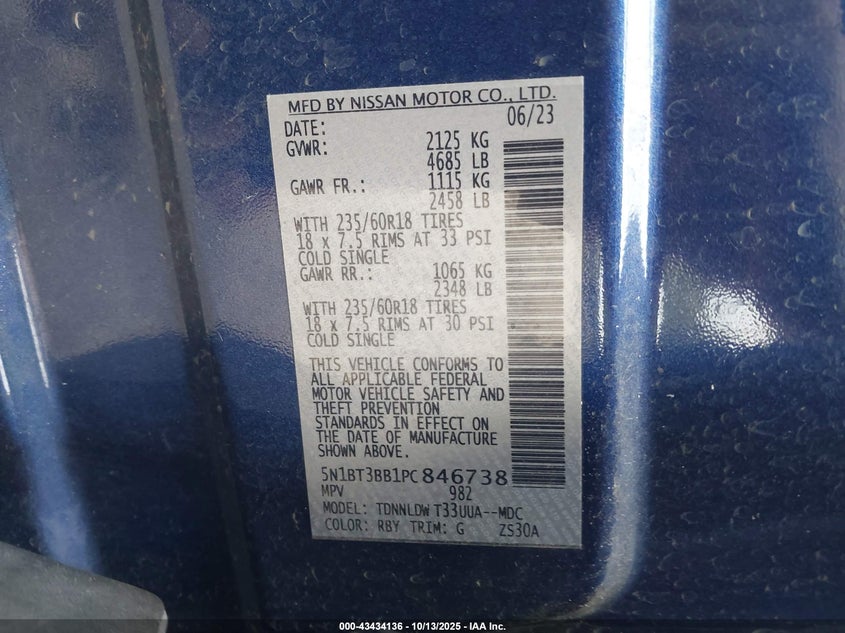 MFD BY NISSAN MOTOR CO., LTD.
DATE: 06/23
GVWR: 2125 KG
4685 LB
GAWR FR.: 1115 KG
2458 LB
WITH 235/60R18 TIRES
18 x 7.5 RIMS AT 33 PSI
COLD SINGLE
GAWR RR.: 1065 KG
2348 LB
WITH 235/60R18 TIRES
18 x 7.5 RIMS AT 30 PSI
COLD SINGLE
THIS VEHICLE CONFORMS TO
ALL APPLICABLE FEDERAL
MOTOR VEHICLE SAFETY AND
THEFT PREVENTION
STANDARDS IN EFFECT ON
THE DATE OF MANUFACTURE
SHOWN ABOVE.
5N1BT3BB1PC846738
MPV 982
MODEL: TDNNLDW T33UUA--MDC
COLOR: RBY TRIM: G ZS30A
000-43434136 - 10/13/2025 - IAA Inc.